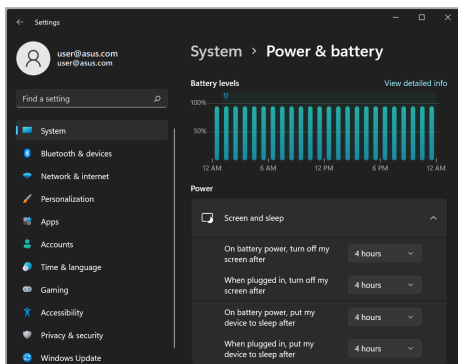 Settings
user@asus.com
user@asus.com
Find a setting
System
Bluetooth & devices
Network & internet
Personalization
Apps
Accounts
Time & language
Gaming
Accessibility
Privacy & security
Windows Update
System > Power & battery
Battery levels
View detailed info
100%
50%
12 AM 6 AM 12 PM 6 PM 12 AM
Power
Screen and sleep
On battery power, turn off my
screen after
4 hours
When plugged in, turn off my
screen after
4 hours
On battery power, put my
device to sleep after
4 hours
When plugged in, put my
device to sleep after
4 hours